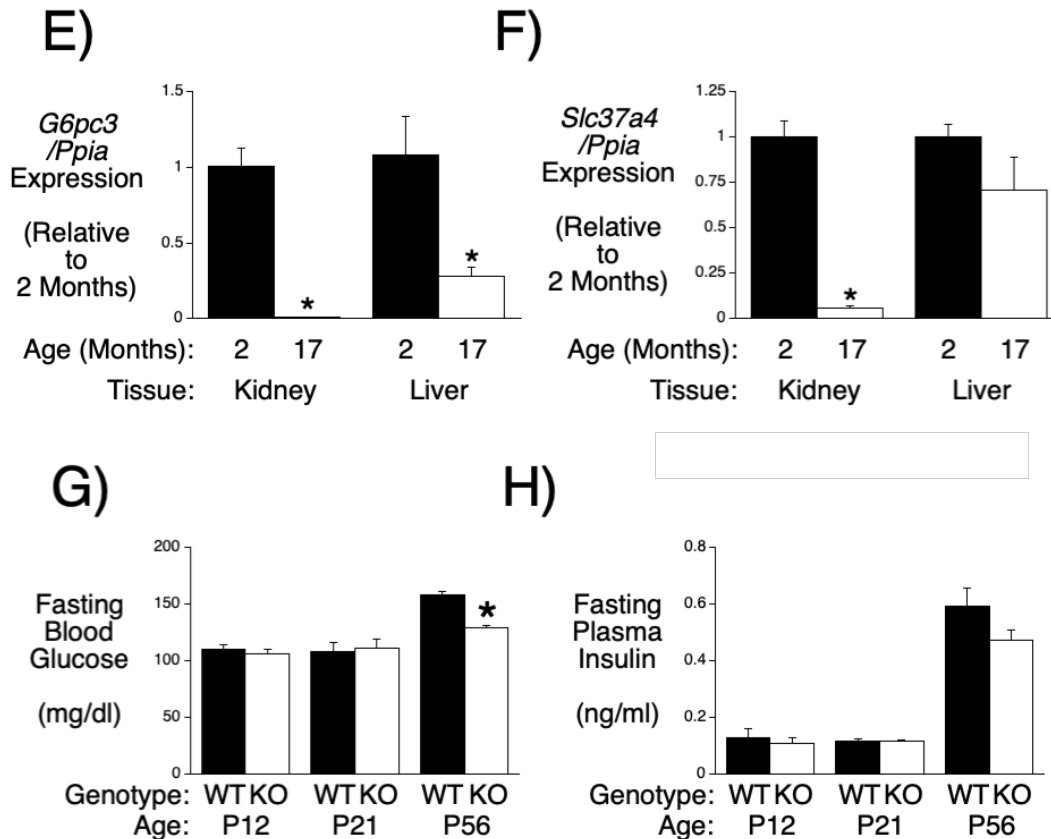 E)
G6pc3
/Ppia
Expression
(Relative
to
2 Months)
1.5
1
0.5
0
*
*
Age (Months): 2 17 2 17
Tissue: Kidney Liver
F)
Slc37a4
/Ppia
Expression
(Relative
to
2 Months)
1.25
1
0.75
0.5
0.25
0
*
Age (Months): 2 17 2 17
Tissue: Kidney Liver
G)
Fasting
Blood
Glucose
(mg/dl)
200
150
100
50
0
*
Genotype: WT KO WT KO WT KO
Age: P12 P21 P56
H)
Fasting
Plasma
Insulin
(ng/ml)
0.8
0.6
0.4
0.2
0
Genotype: WT KO WT KO WT KO
Age: P12 P21 P56